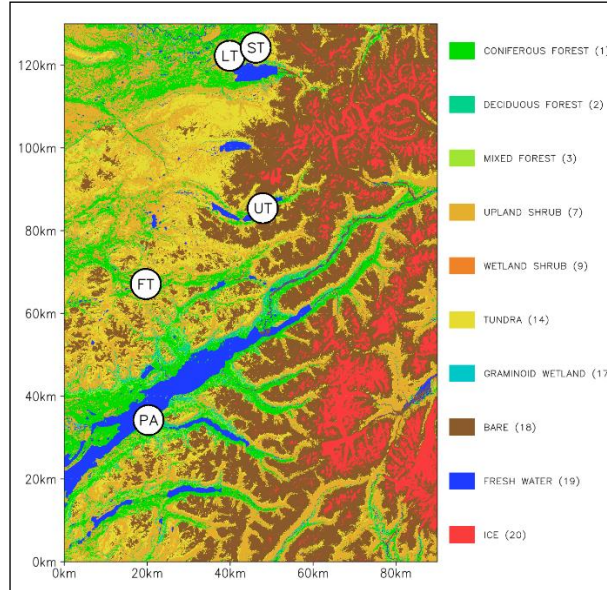 120km
100km
80km
60km
40km
20km
0km
0km
20km
40km
60km
80km
LT
ST
UT
FT
PA
CONIFEROUS FOREST (1)
DECIDUOUS FOREST (2)
MIXED FOREST (3)
UPLAND SHRUB (7)
WETLAND SHRUB (9)
TUNDRA (14)
GRAMINOID WETLAND (17
BARE (18)
FRESH WATER (19)
ICE (20)